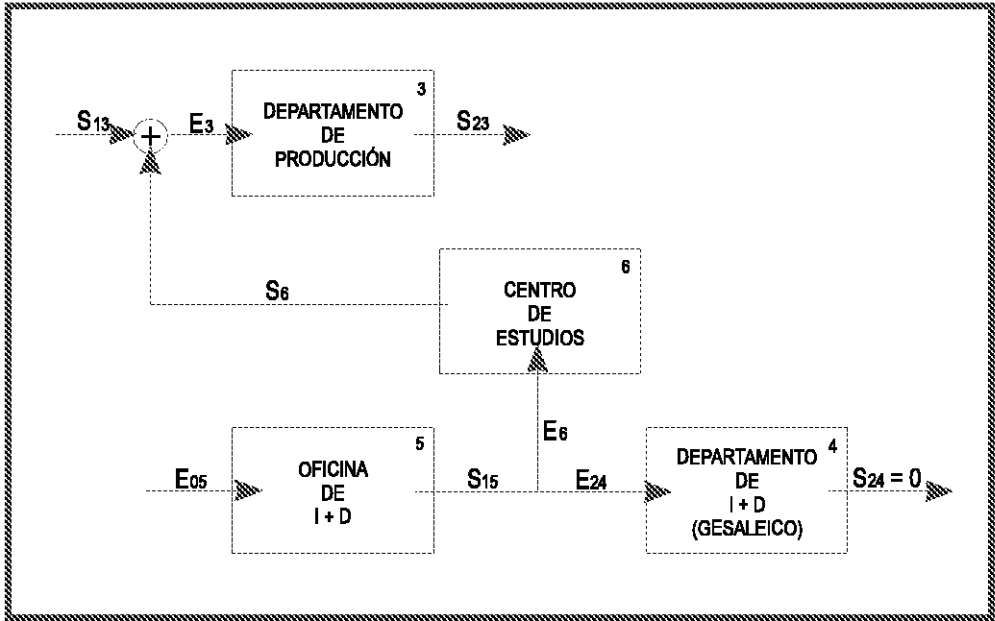 3
DEPARTAMENTO
DE
PRODUCCIÓN
S13
+
E3
S23
6
CENTRO
DE
ESTUDIOS
S6
E6
5
OFICINA
DE
I + D
E05
S15
E24
4
DEPARTAMENTO
DE
I + D
(GESALEICO)
S24 = 0